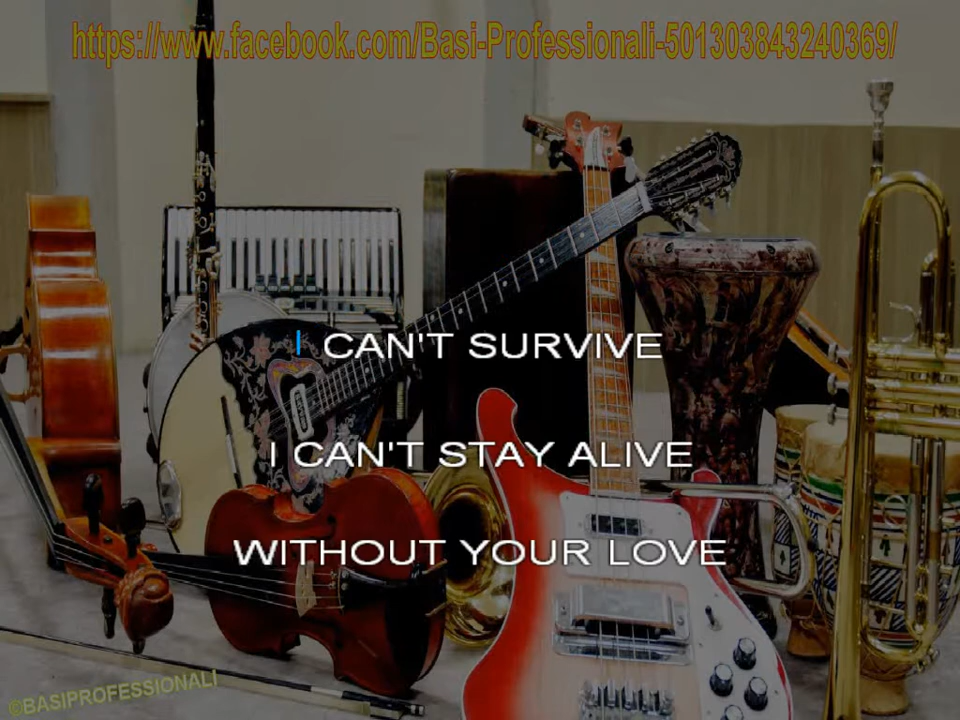 https://www.facebook.com/Basi-Professionali-501303843240369/
I CAN'T SURVIVE
I CAN'T STAY ALIVE
WITHOUT YOUR LOVE
©BASIPROFESSIONALI